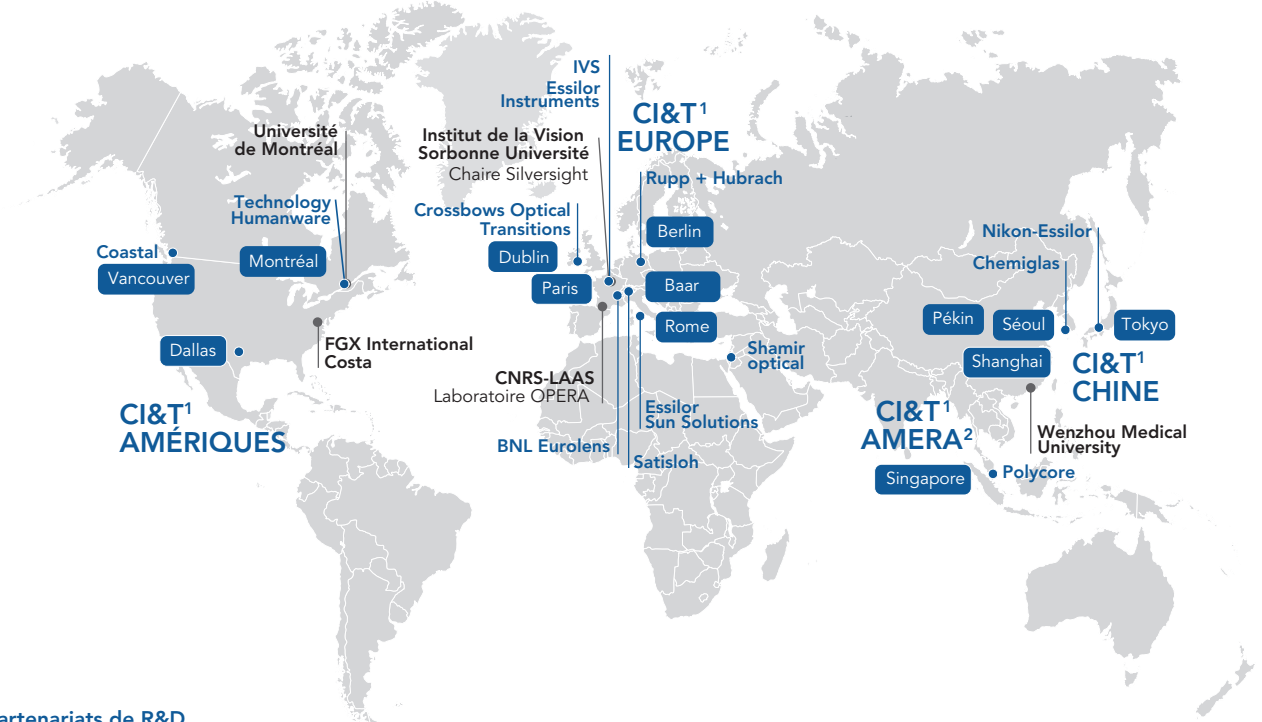 IVS
Essilor
Instruments
CI&T¹
EUROPE
Université
de Montréal
Institut de la Vision
Sorbonne Université
Chaire Silversight
Rupp + Hubrach
Technology
Humanware
Crossbows Optical
Transitions
Berlin
Nikon-Essilor
Coastal
Vancouver
Montréal
Dublin
Chemiglas
Paris
Baar
Rome
Pékin
Séoul
Tokyo
Dallas
FGX International
Costa
Shamir
optical
Shanghai
CI&T¹
CHINE
CNRS-LAAS
Laboratoire OPERA
CI&T¹
AMÉRIQUES
Essilor
Sun Solutions
CI&T¹
AMERA²
BNL Eurolens
Satisloh
Wenzhou Medical
University
Singapore
Polycore
artenariats de R&D